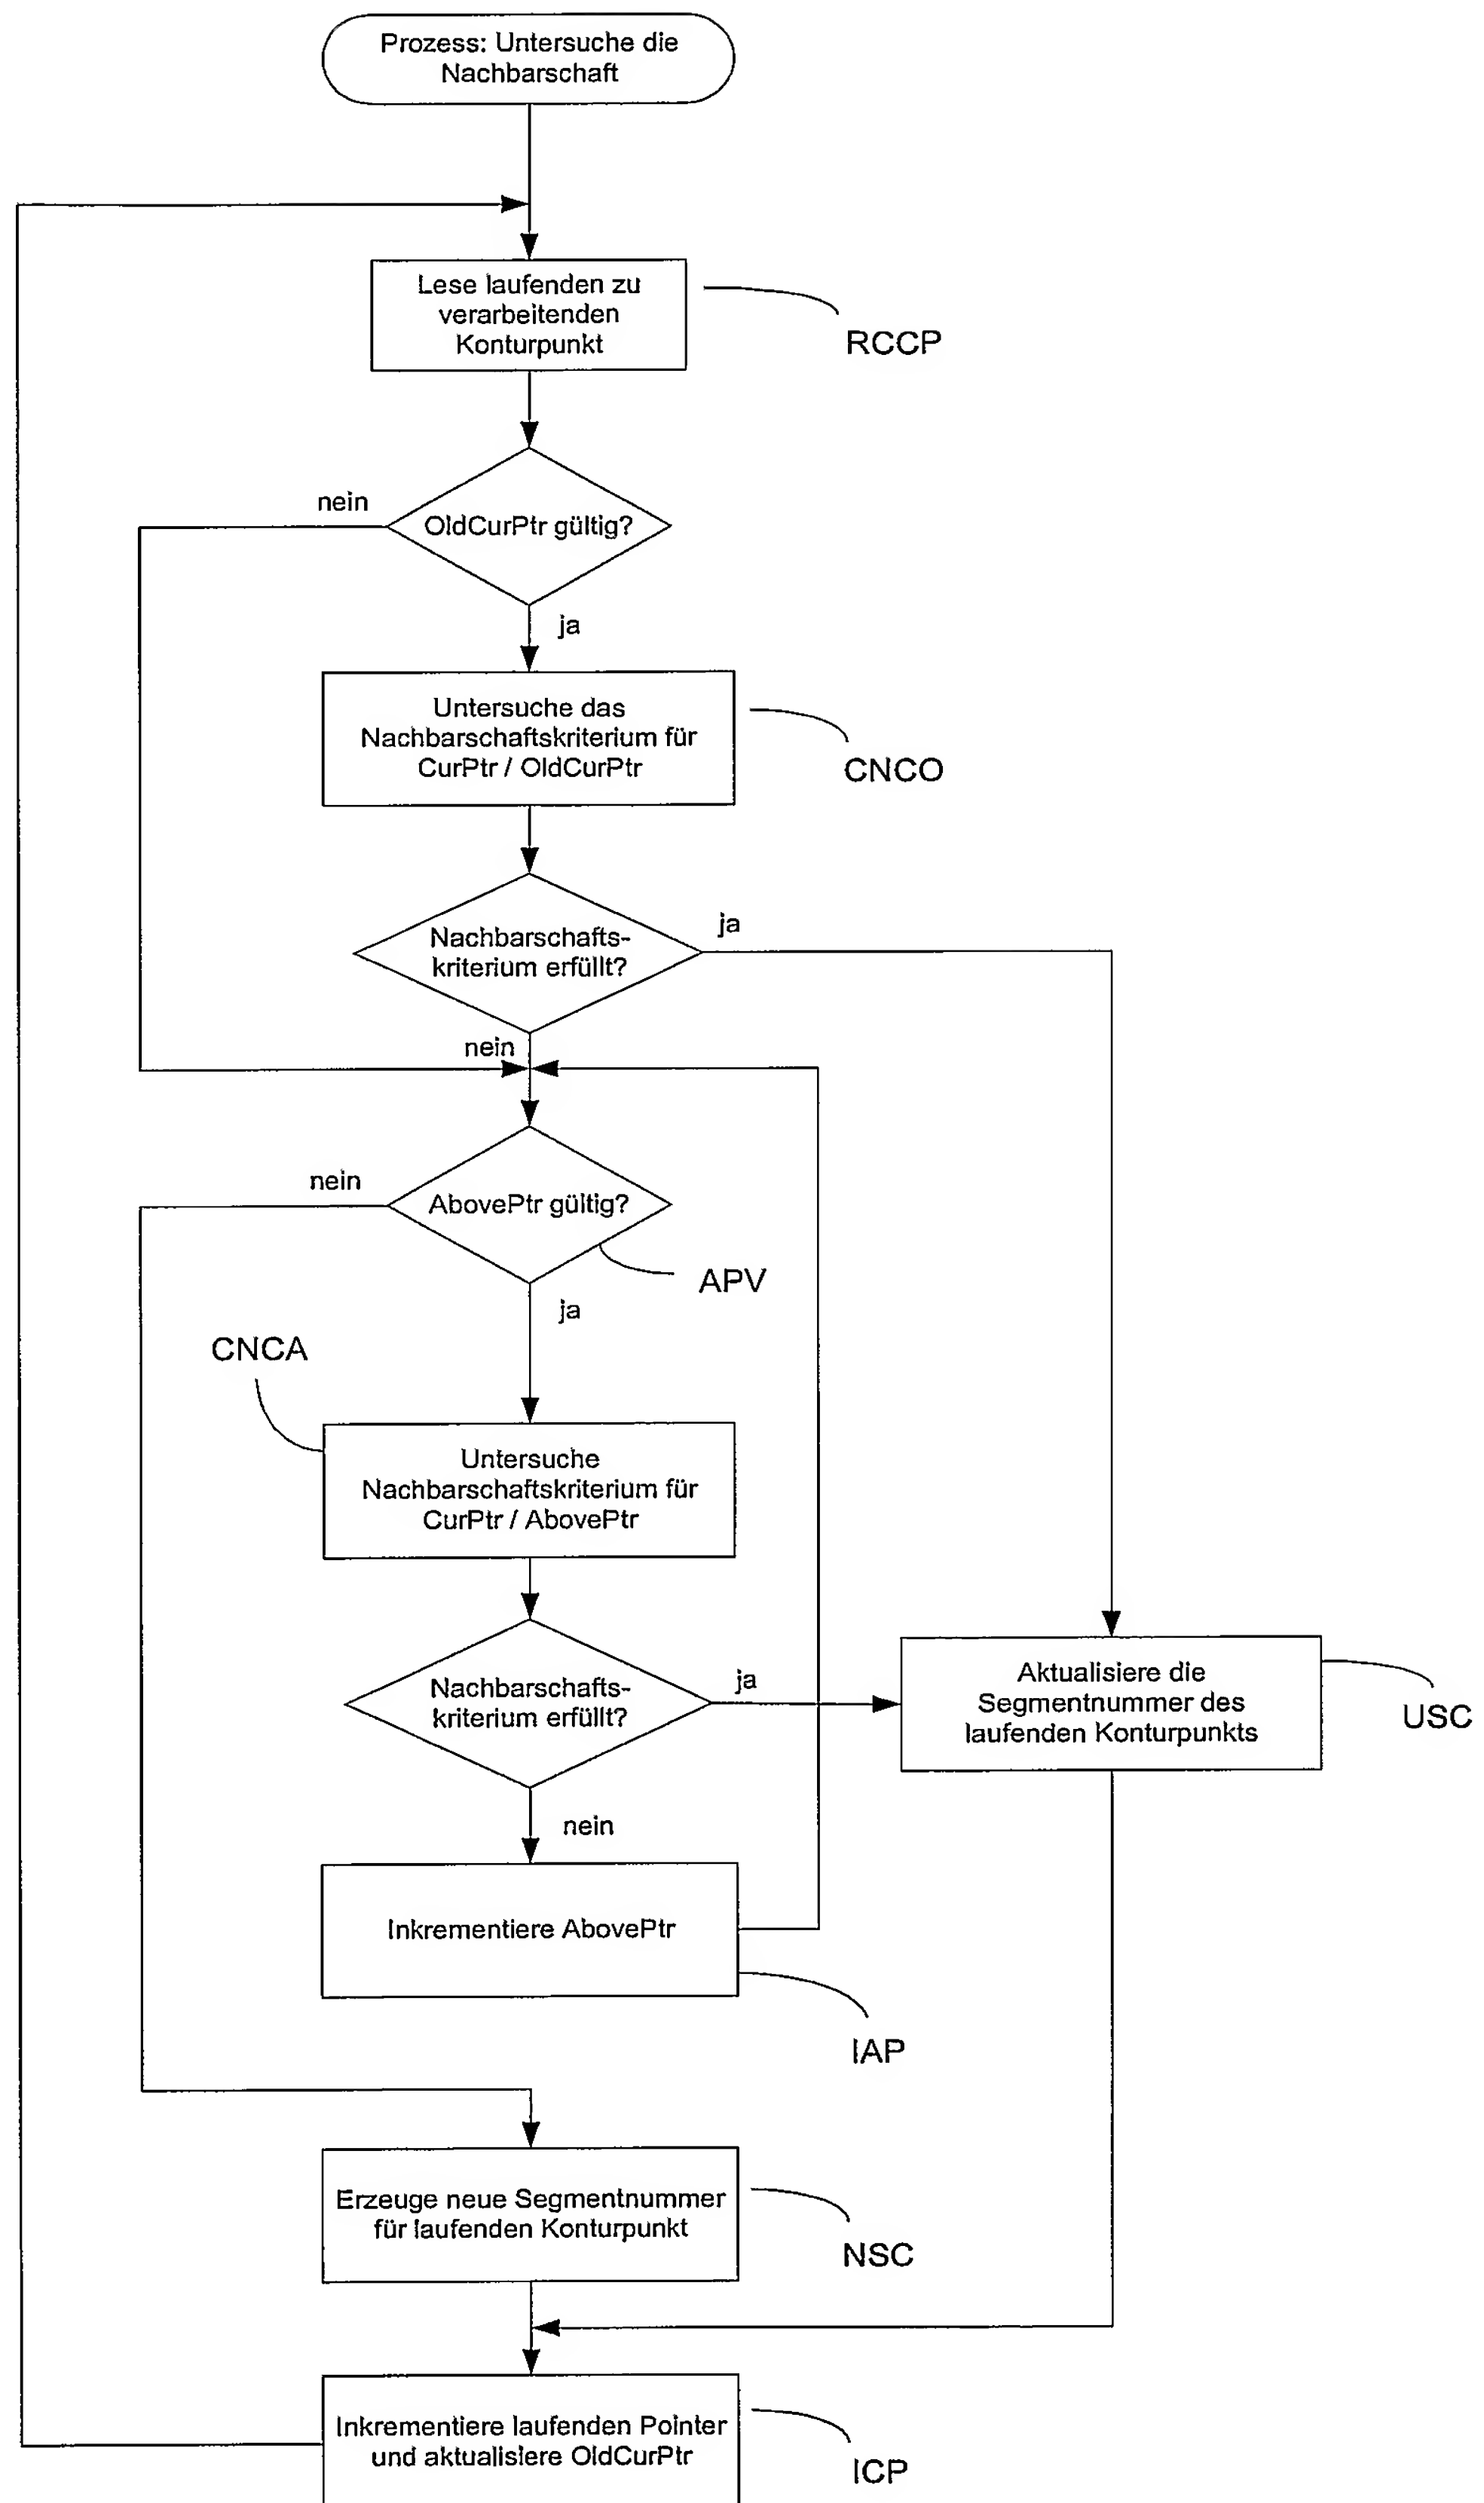 Prozess: Untersuche die
Nachbarschaft
Lese laufenden zu
verarbeitenden
Konturpunkt
RCCP
nein
OldCurPtr gültig?
ja
Untersuche das
Nachbarschaftskriterium für
CurPtr / OldCurPtr
CNCO
Nachbarschafts-
kriterium erfüllt?
ja
nein
nein
AbovePtr gültig?
APV
ja
CNCA
Untersuche
Nachbarschaftskriterium für
CurPtr / AbovePtr
Nachbarschafts-
kriterium erfüllt?
ja
Aktualisiere die
Segmentnummer des
laufenden Konturpunkts
USC
nein
Inkrementiere AbovePtr
IAP
Erzeuge neue Segmentnummer
für laufenden Konturpunkt
NSC
Inkrementiere laufenden Pointer
und aktualisiere OldCurPtr
ICP